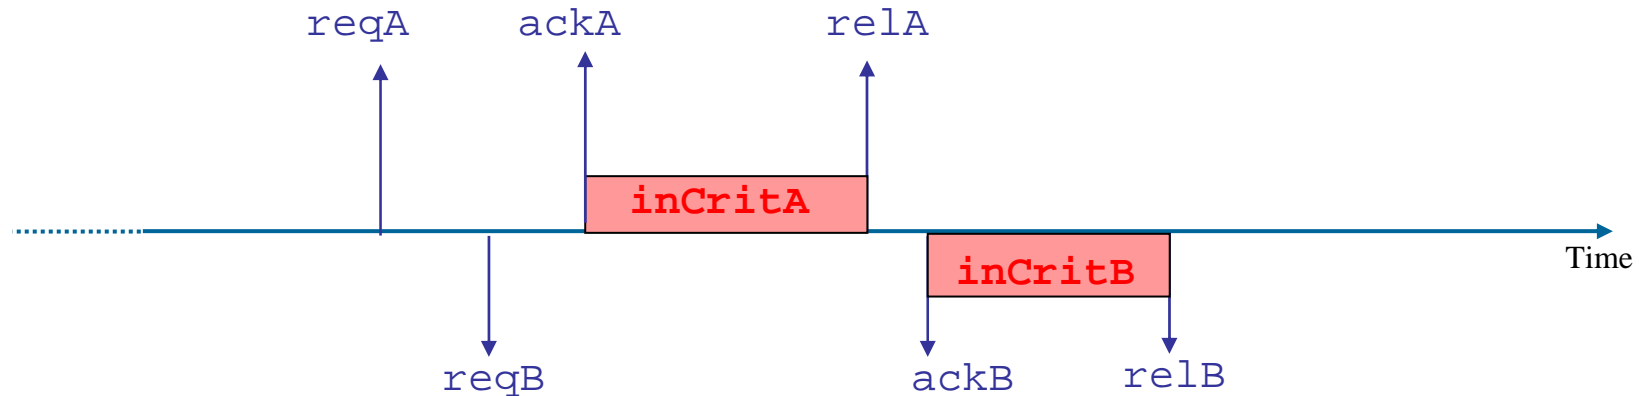 reqA ackA relA
inCritA
Time
inCritB
reqB ackB relB